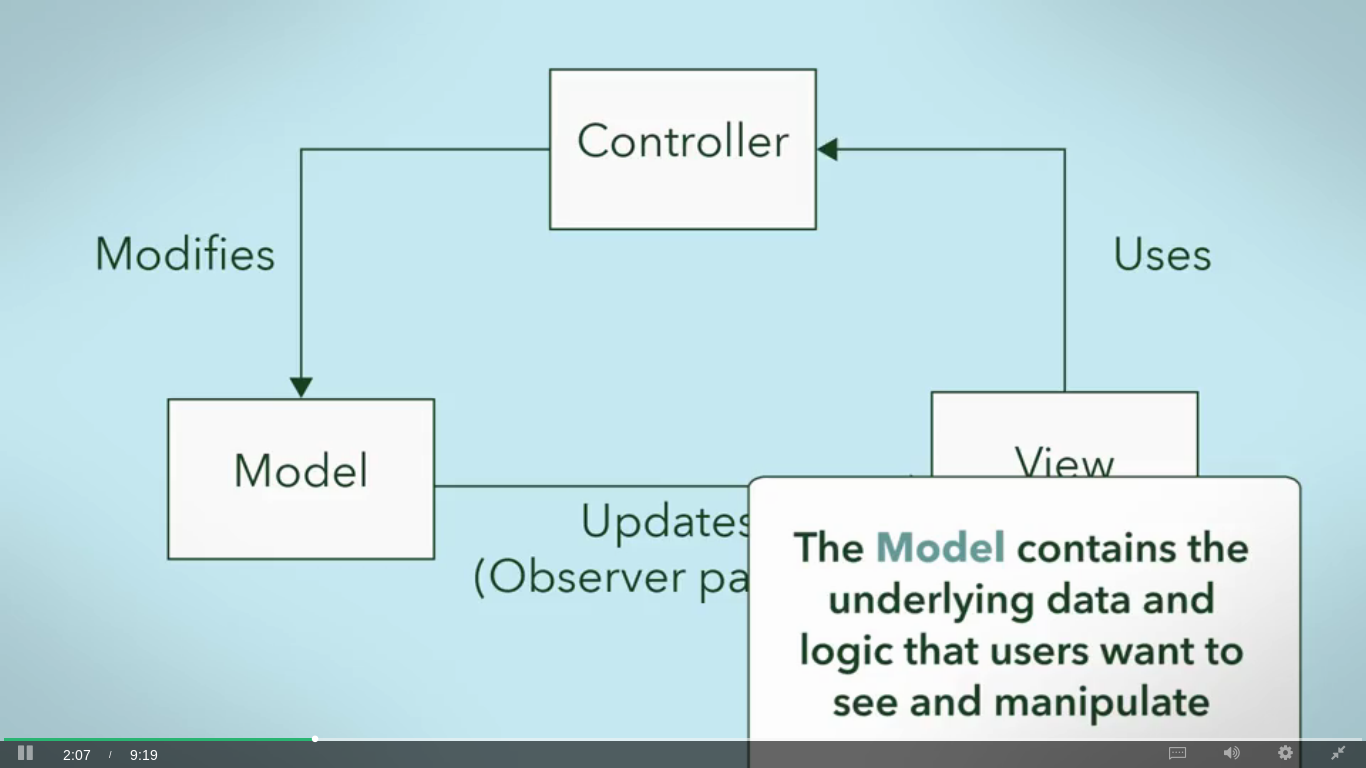 Controller
Modifies
Uses
Model
View
Updates
(Observer pa
The Model contains the
underlying data and
logic that users want to
see and manipulate
2:07 / 9:19